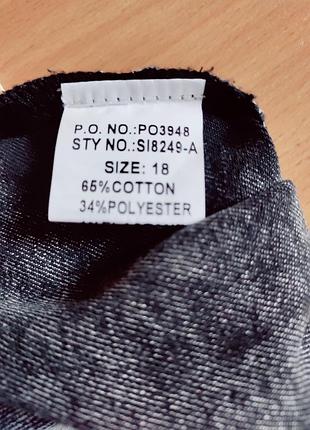 P.O. NO.:PO3948
STY NO.:SI8249-A
SIZE: 18
65%COTTON
34%POLYESTER